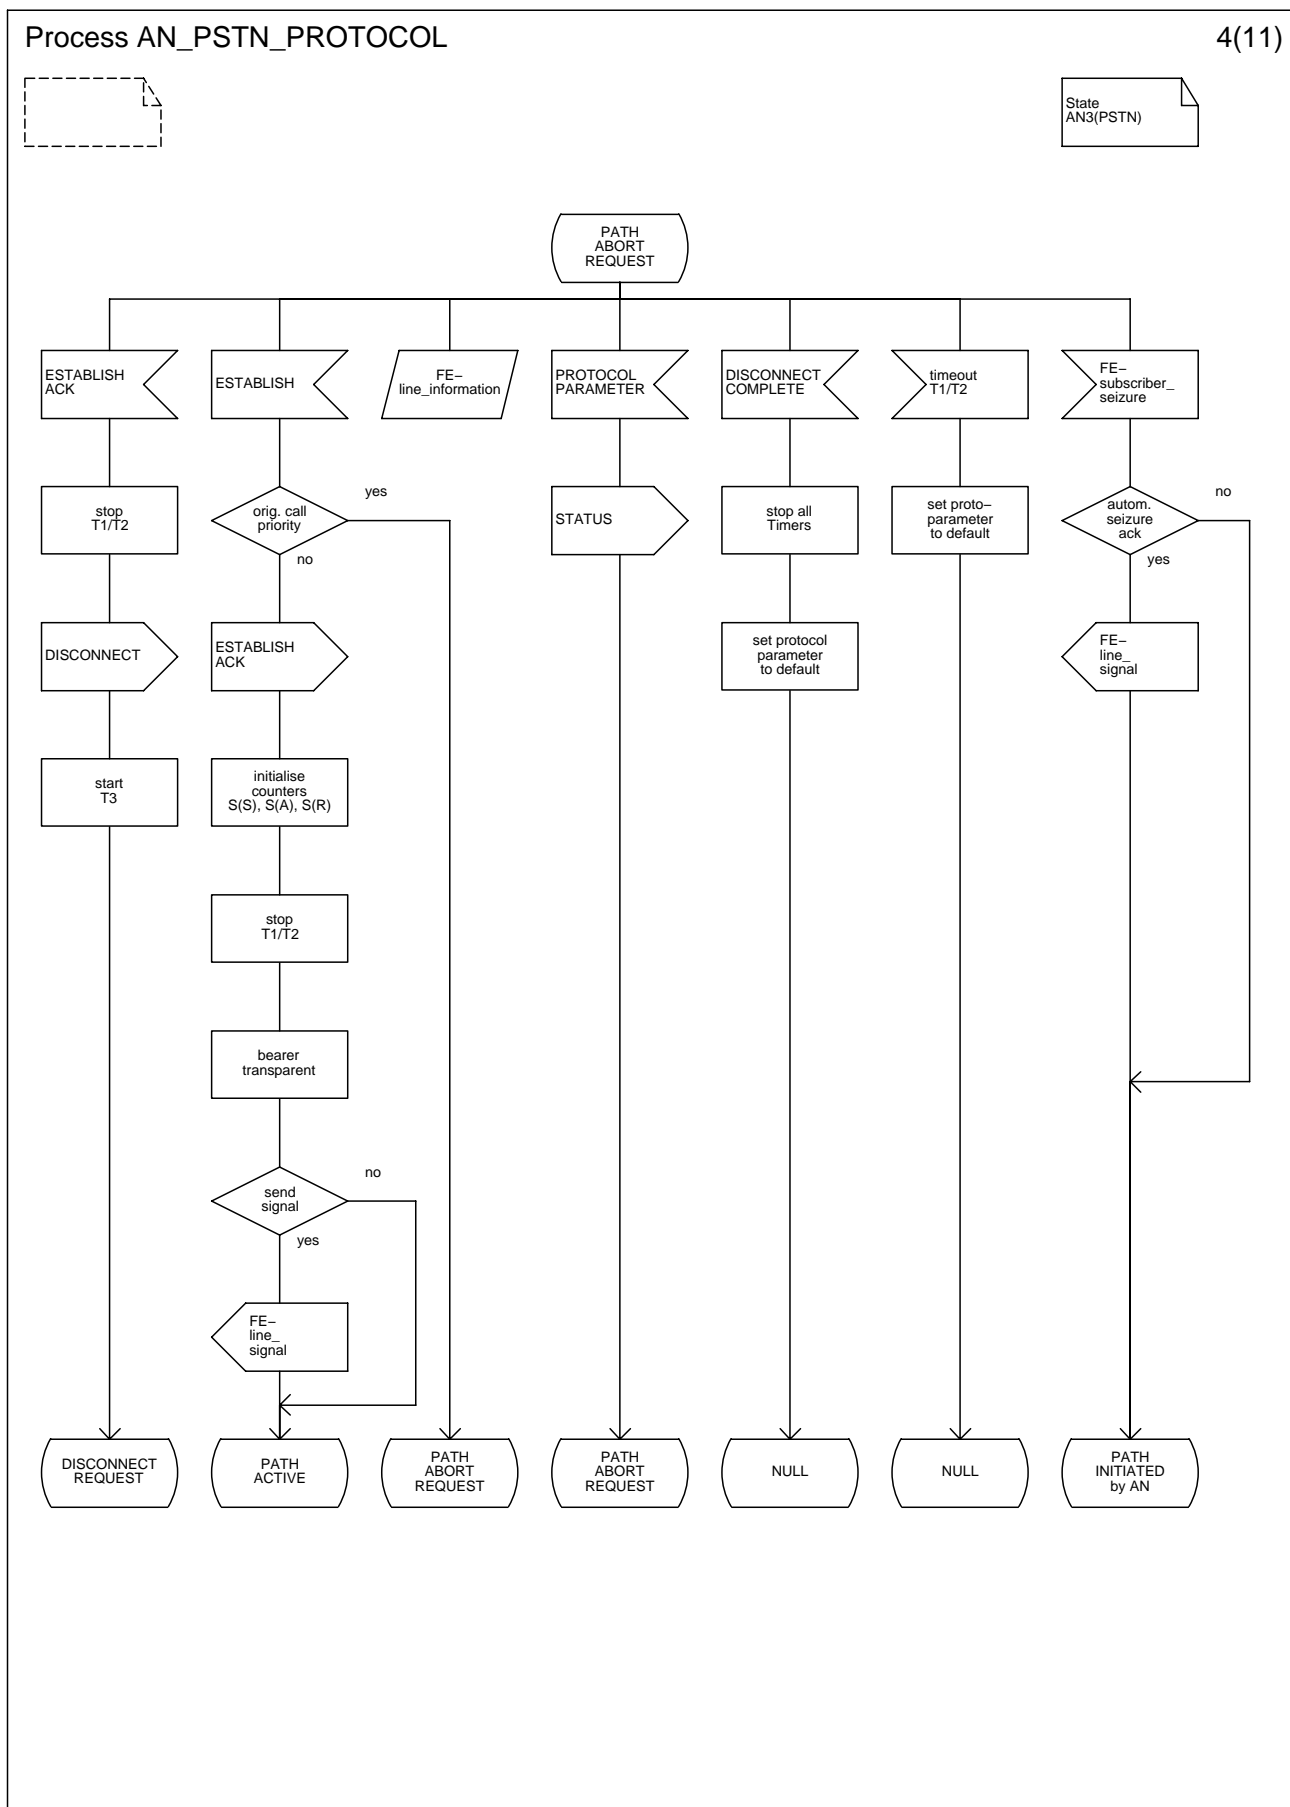 Process AN_PSTN_PROTOCOL
4(11)
State
AN3(PSTN)
PATH
ABORT
REQUEST
ESTABLISH
ACK
ESTABLISH
FE−
line_information
PROTOCOL
PARAMETER
DISCONNECT
COMPLETE
timeout
T1/T2
FE−
subscriber_
seizure
stop
T1/T2
orig. call
priority
yes
no
STATUS
stop all
Timers
set proto−
parameter
to default
autom.
seizure
ack
no
yes
DISCONNECT
ESTABLISH
ACK
set protocol
parameter
to default
FE−
line_
signal
start
T3
initialise
counters
S(S), S(A), S(R)
stop
T1/T2
bearer
transparent
send
signal
no
yes
FE−
line_
signal
DISCONNECT
REQUEST
PATH
ACTIVE
PATH
ABORT
REQUEST
PATH
ABORT
REQUEST
NULL
NULL
PATH
INITIATED
by AN